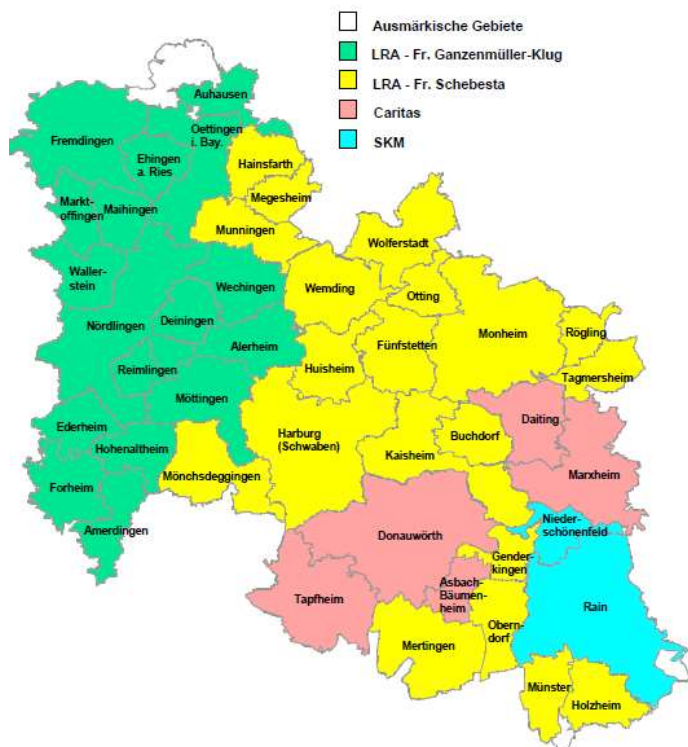 Ausmärkische Gebiete
LRA - Fr. Ganzenmüller-Klug
LRA - Fr. Schebesta
Caritas
SKM
Auhausen
Oettingen
i. Bay.
Fremdingen
Ehingen
a. Ries
Hainsfarth
Megesheim
Markt-
offingen
Maihingen
Munningen
Wolferstadt
Waller-
stein
Wechingen
Wemding
Otting
Nördlingen
Deiningen
Monheim
Rögling
Alerheim
Fünfstetten
Reimlingen
Huisheim
Tagmersheim
Möttingen
Ederheim
Daiting
Harburg
(Schwaben)
Buchdorf
Hohenaltheim
Kaisheim
Mönchsdeggingen
Marxheim
Forheim
Amerdingen
Donauwörth
Nieder-
schönenfeld
Gender-
kingen
Asbach-
Bäumen-
heim
Tapfheim
Rain
Obern-
dorf
Mertingen
Münster
Holzheim